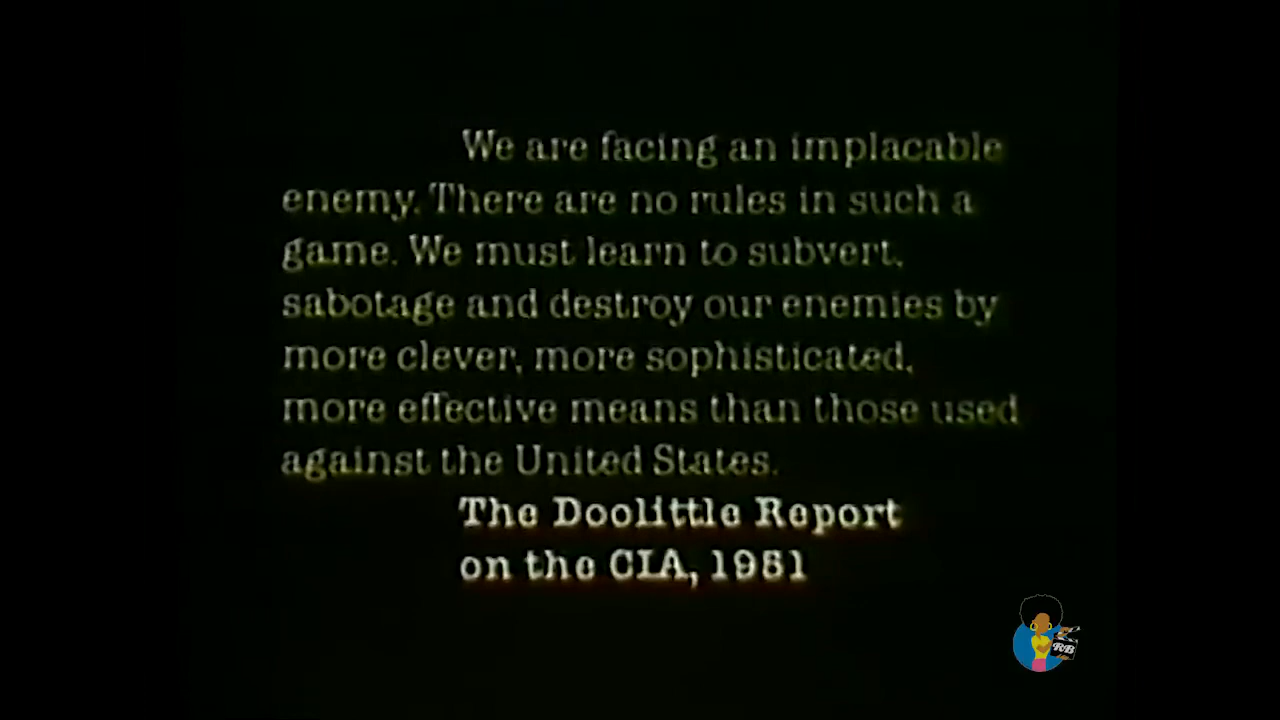 We are facing an implacable
enemy. There are no rules in such a
game. We must learn to subvert,
sabotage and destroy our enemies by
more clever, more sophisticated,
more effective means than those used
against the United States.
The Doolittle Report
on the CIA, 1951
RB